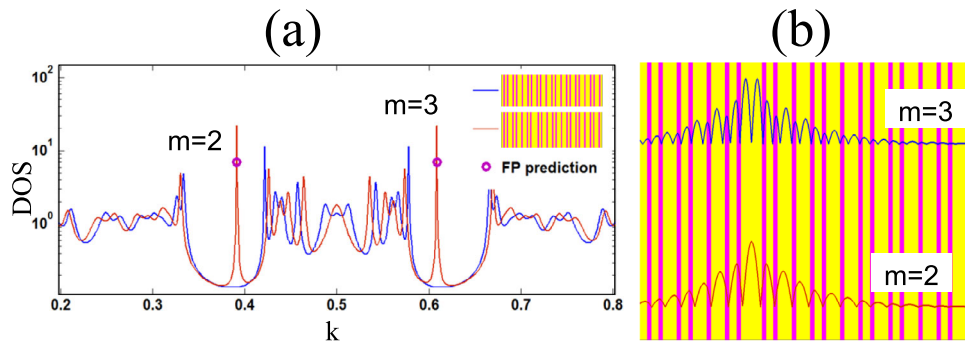 (a)
(b)
DOS
10²
10¹
10⁰
m=2
m=3
FP prediction
0.2 0.3 0.4 0.5 0.6 0.7 0.8
k
m=3
m=2